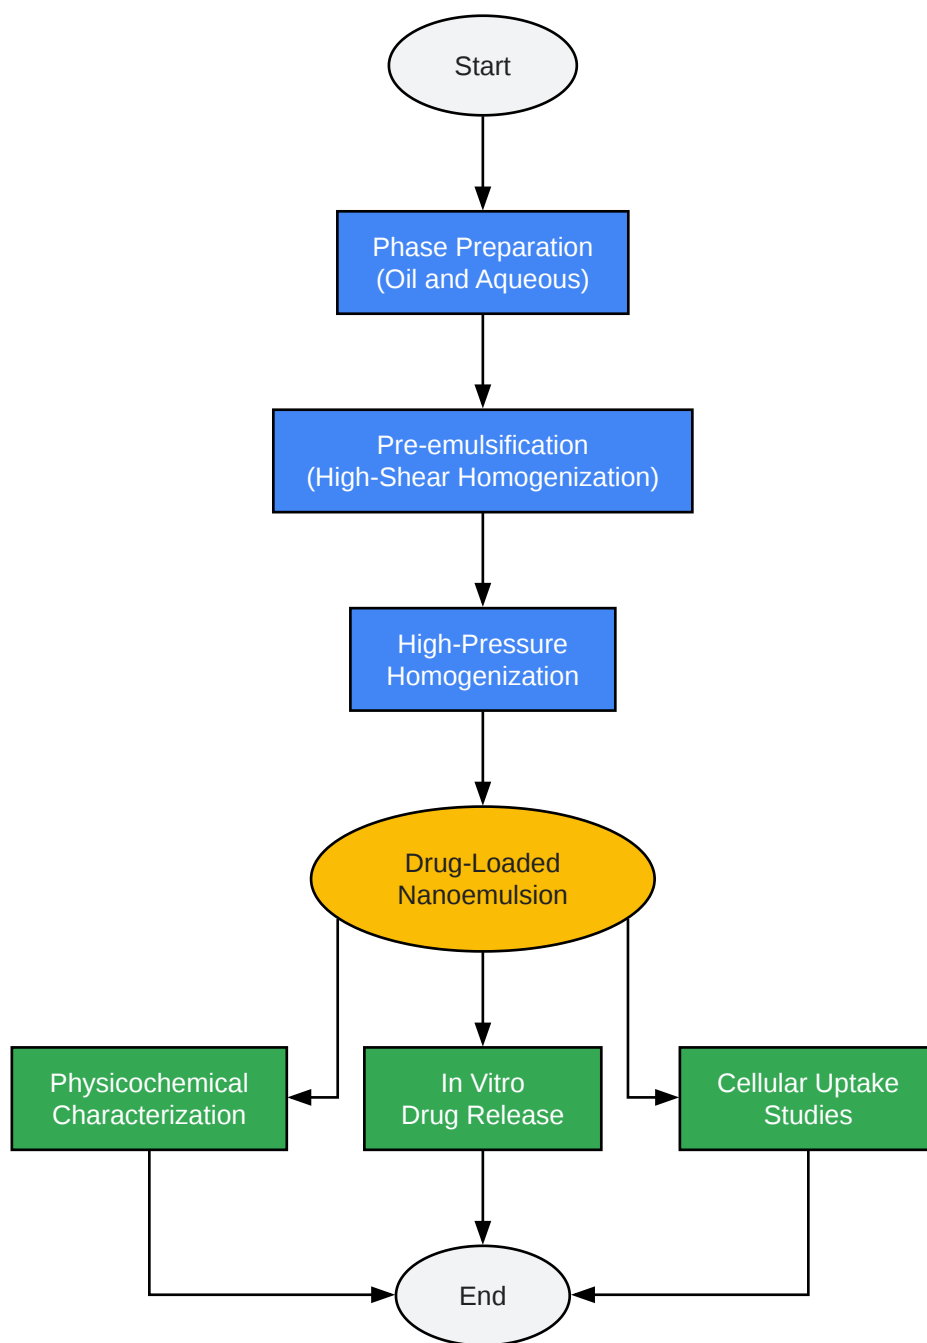 Start
Phase Preparation
(Oil and Aqueous)
Pre-emulsification
(High-Shear Homogenization)
High-Pressure
Homogenization
Drug-Loaded
Nanoemulsion
Physicochemical
Characterization
In Vitro
Drug Release
Cellular Uptake
Studies
End